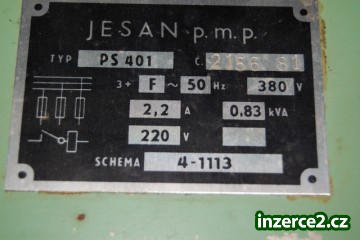 JESAN p.m.p.
TYP PS 401 Č. 2156 81
3+ F ~ 50 Hz 380 V
2,2 A 0,83 kVA
220 V
SCHEMA 4-1113
inzerce2.cz